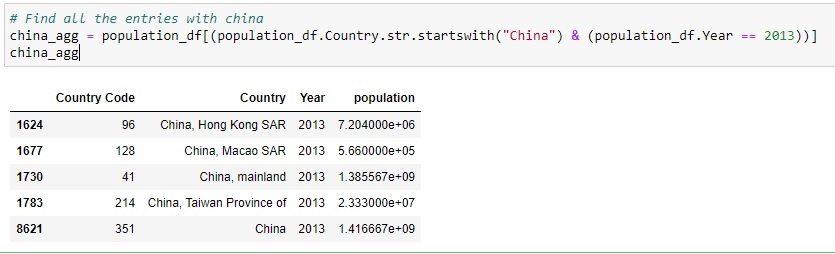 # Find all the entries with china
china_agg = population_df[(population_df.Country.str.startswith("China") & (population_df.Year == 2013))]
china_agg
Country Code Country Year population
1624 96 China, Hong Kong SAR 2013 7.204000e+06
1677 128 China, Macao SAR 2013 5.660000e+05
1730 41 China, mainland 2013 1.385567e+09
1783 214 China, Taiwan Province of 2013 2.333000e+07
8621 351 China 2013 1.416667e+09